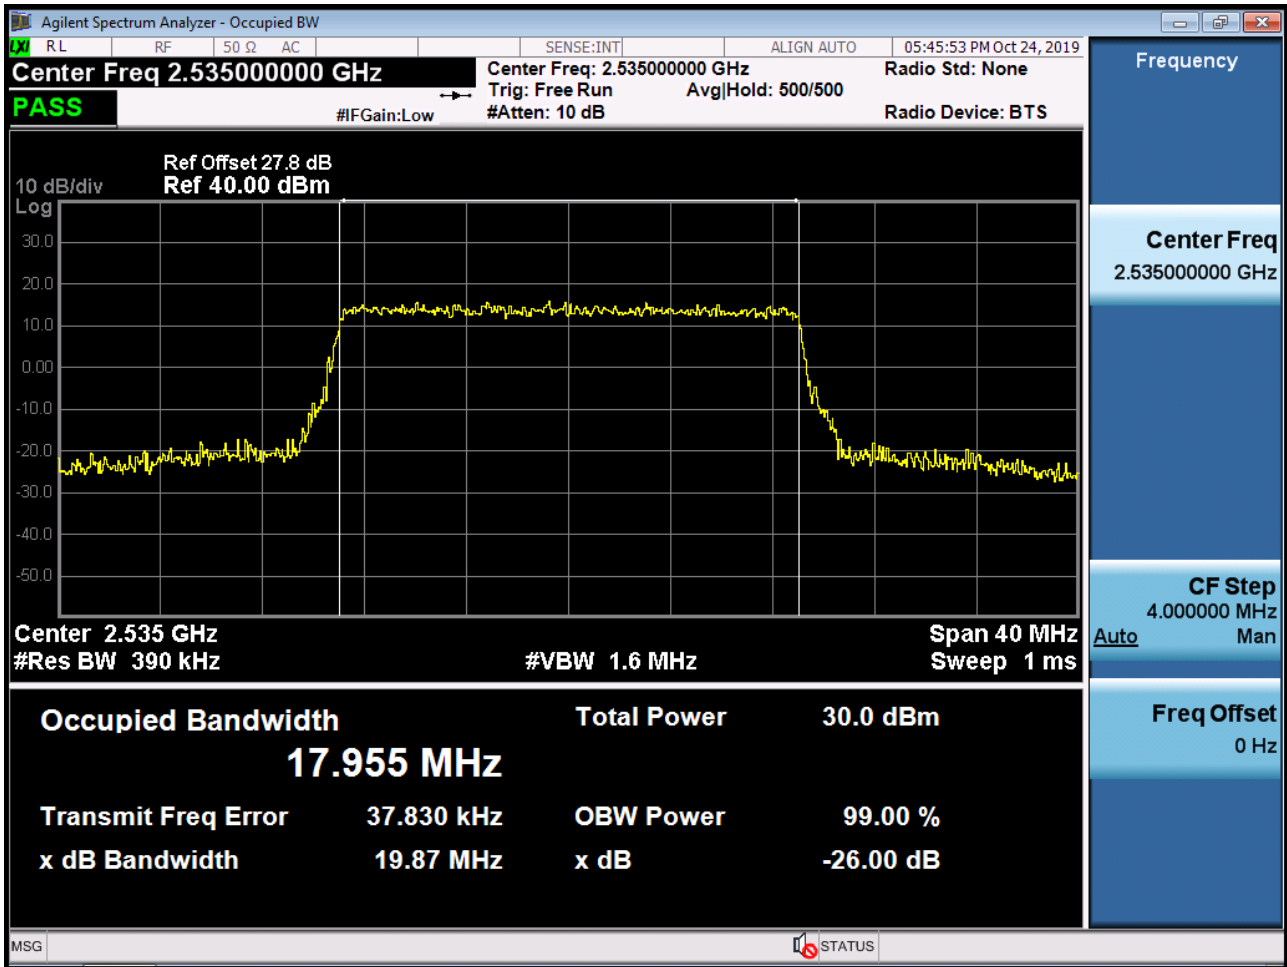 Agilent Spectrum Analyzer - Occupied BW
LXI RL RF 50 Ω AC SENSE:INT ALIGN AUTO 05:45:53 PM Oct 24, 2019
Center Freq 2.535000000 GHz
Center Freq: 2.535000000 GHz
Radio Std: None
Trig: Free Run Avg|Hold: 500/500
PASS
#IFGain:Low
#Atten: 10 dB
Radio Device: BTS
Ref Offset 27.8 dB
10 dB/div Ref 40.00 dBm
Log
30.0
20.0
10.0
0.00
-10.0
-20.0
-30.0
-40.0
-50.0
Center 2.535 GHz Span 40 MHz
#Res BW 390 kHz #VBW 1.6 MHz Sweep 1 ms
Occupied Bandwidth Total Power 30.0 dBm
17.955 MHz
Transmit Freq Error 37.830 kHz OBW Power 99.00 %
x dB Bandwidth 19.87 MHz x dB -26.00 dB
Frequency
Center Freq
2.535000000 GHz
CF Step
4.000000 MHz
Auto Man
Freq Offset
0 Hz
MSG STATUS